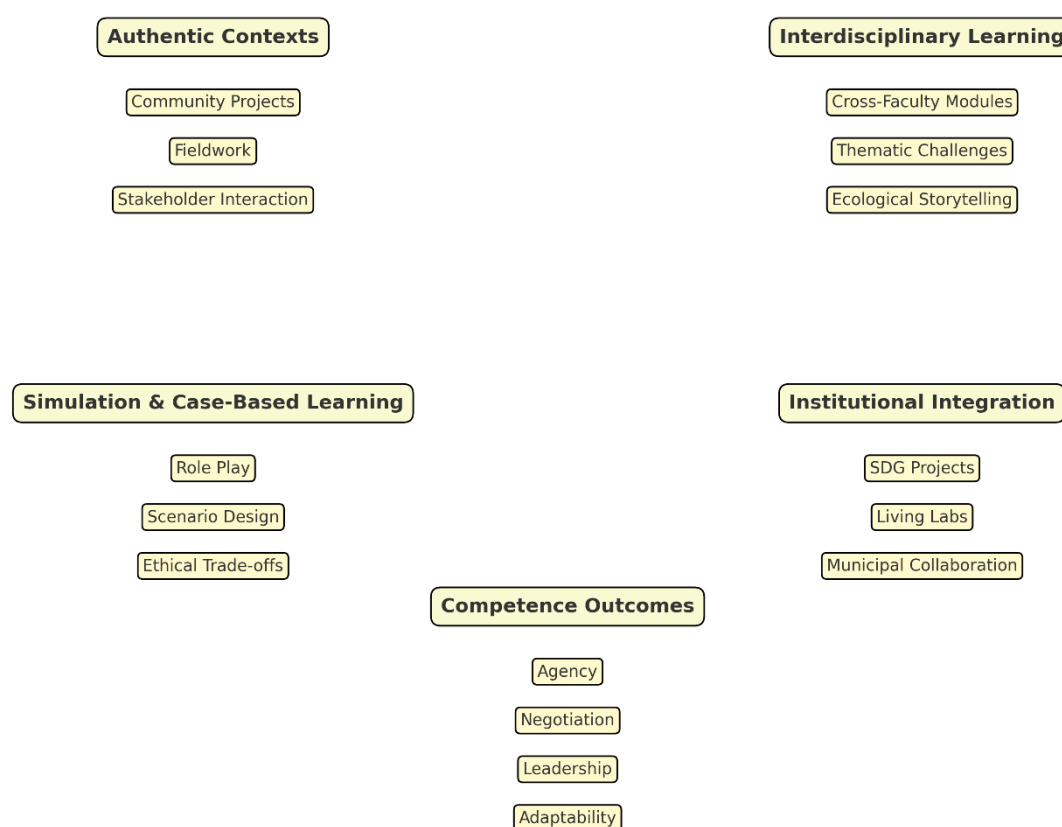 Authentic Contexts
Community Projects
Fieldwork
Stakeholder Interaction
Interdisciplinary Learning
Cross-Faculty Modules
Thematic Challenges
Ecological Storytelling
Simulation & Case-Based Learning
Role Play
Scenario Design
Ethical Trade-offs
Institutional Integration
SDG Projects
Living Labs
Municipal Collaboration
Competence Outcomes
Agency
Negotiation
Leadership
Adaptability